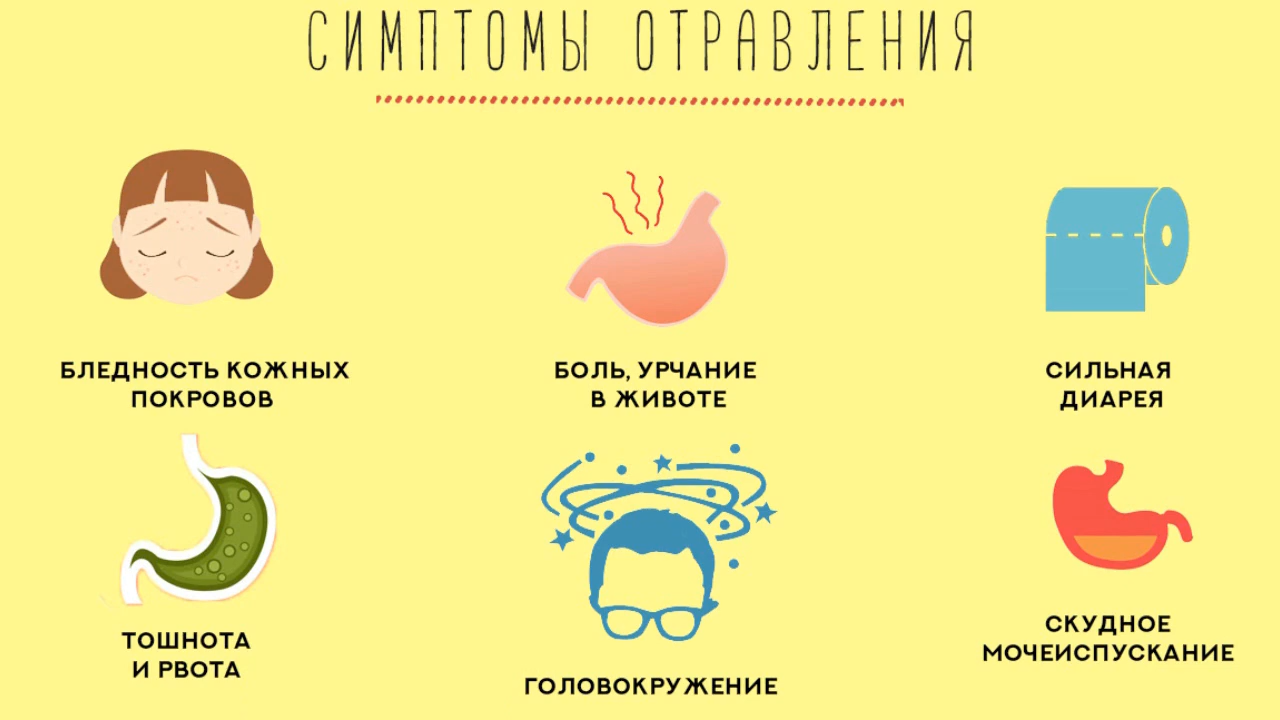 СИМПТОМЫ ОТРАВЛЕНИЯ
БЛЕДНОСТЬ КОЖНЫХ
ПОКРОВОВ
БОЛЬ, УРЧАНИЕ
В ЖИВОТЕ
СИЛЬНАЯ
ДИАРЕЯ
ТОШНОТА
И РВОТА
ГОЛОВОКРУЖЕНИЕ
СКУДНОЕ
МОЧЕИСПУСКАНИЕ